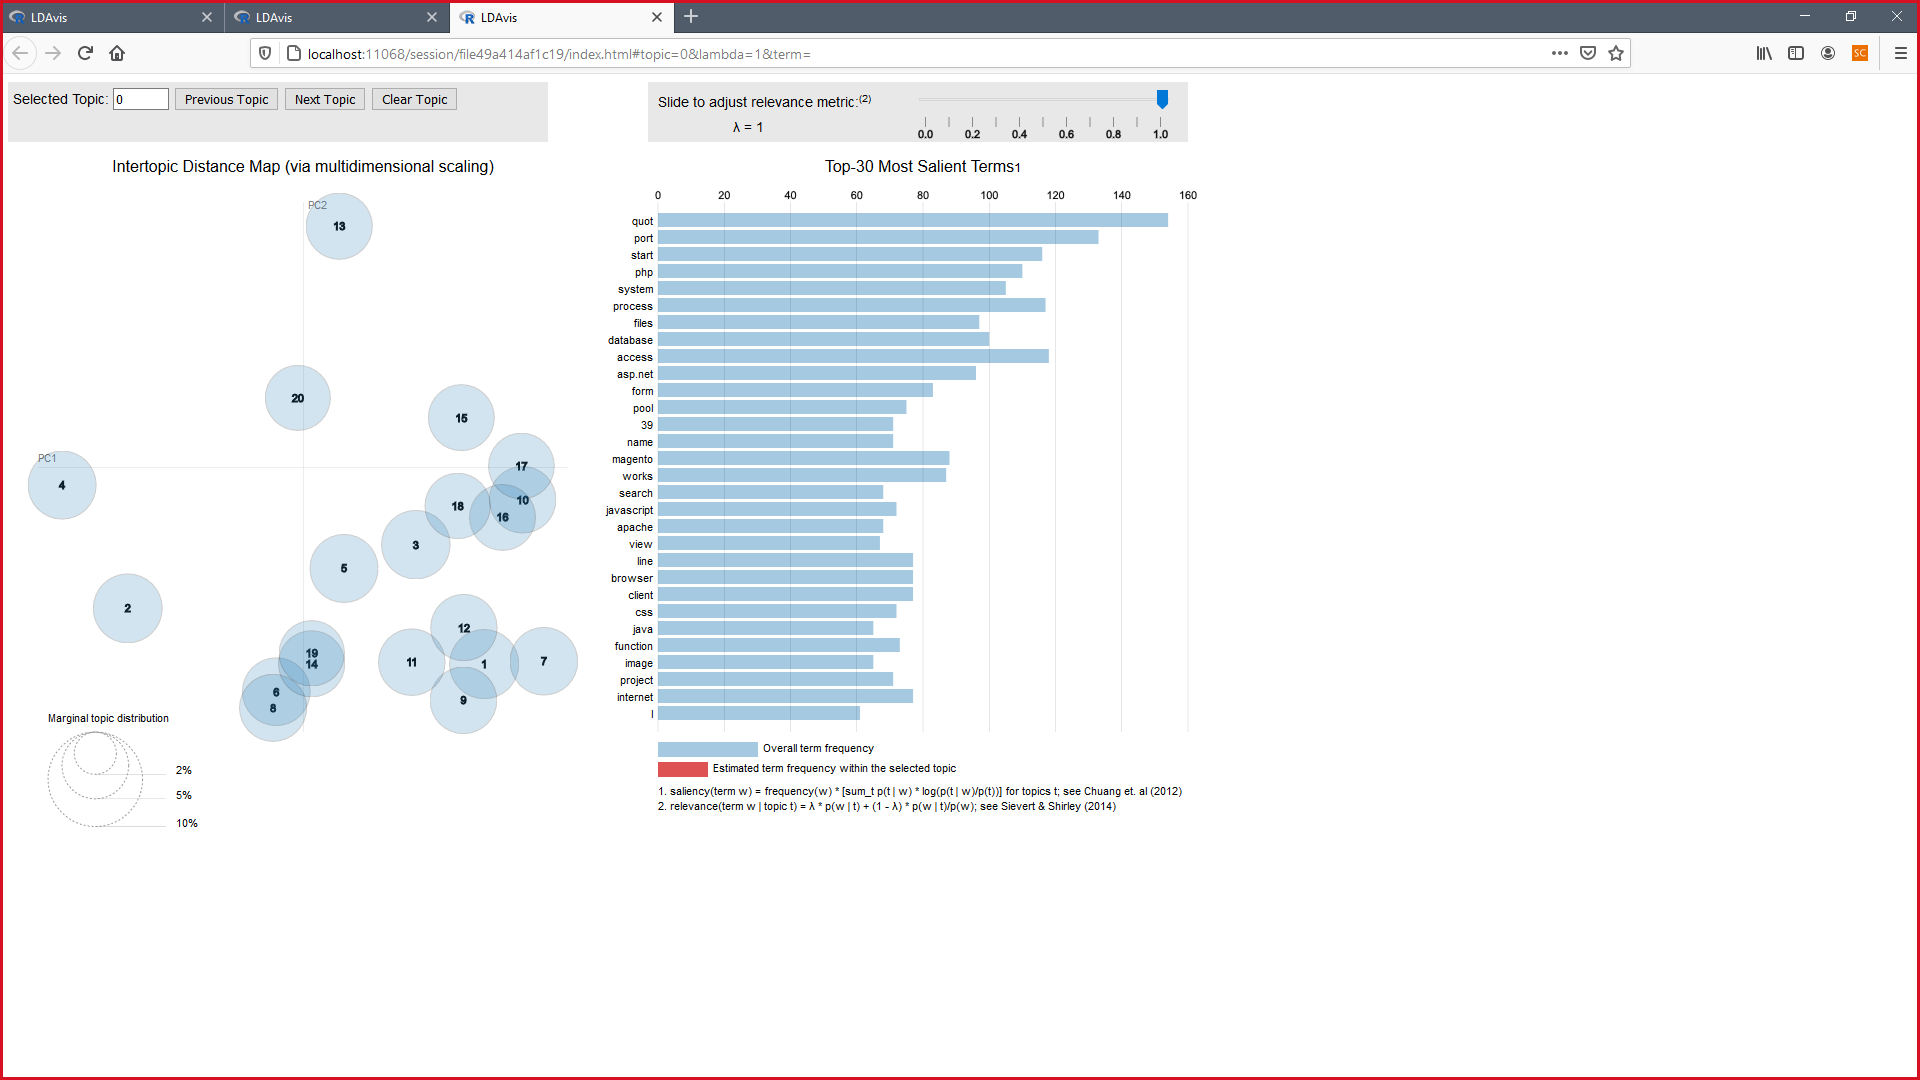 LDAvis
LDAvis
LDAvis
localhost:11068/session/file49a414af1c19/index.html#topic=0&lambda=1&term=
SC
Selected Topic: 0 Previous Topic Next Topic Clear Topic
Slide to adjust relevance metric:(2)
λ = 1
0.0 0.2 0.4 0.6 0.8 1.0
Intertopic Distance Map (via multidimensional scaling)
PC2
13
20
15
PC1
17
4
10
18
16
3
5
2
12
19
14
11
1
7
6
9
8
Marginal topic distribution
2%
5%
10%
Top-30 Most Salient Terms1
0 20 40 60 80 100 120 140 160
quot
port
start
php
system
process
files
database
access
asp.net
form
pool
39
name
magento
works
search
javascript
apache
view
line
browser
client
css
java
function
image
project
internet
l
Overall term frequency
Estimated term frequency within the selected topic
1. saliency(term w) = frequency(w) * [sum_t p(t | w) * log(p(t | w)/p(t))] for topics t; see Chuang et. al (2012)
2. relevance(term w | topic t) = λ * p(w | t) + (1 - λ) * p(w | t)/p(w); see Sievert & Shirley (2014)